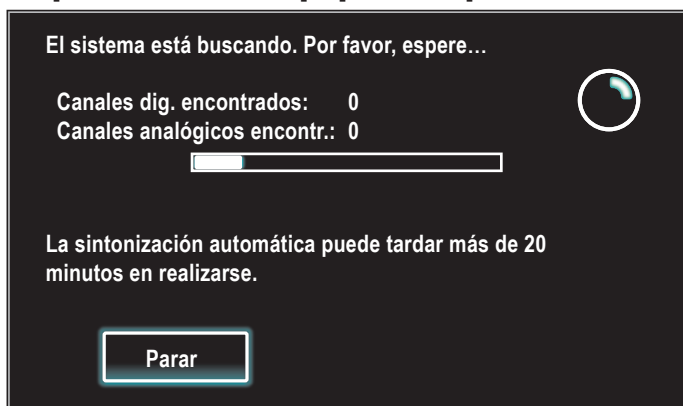 El sistema está buscando. Por favor, espere…
Canales dig. encontrados: 0
Canales analógicos encontr.: 0
La sintonización automática puede tardar más de 20
minutos en realizarse.
Parar